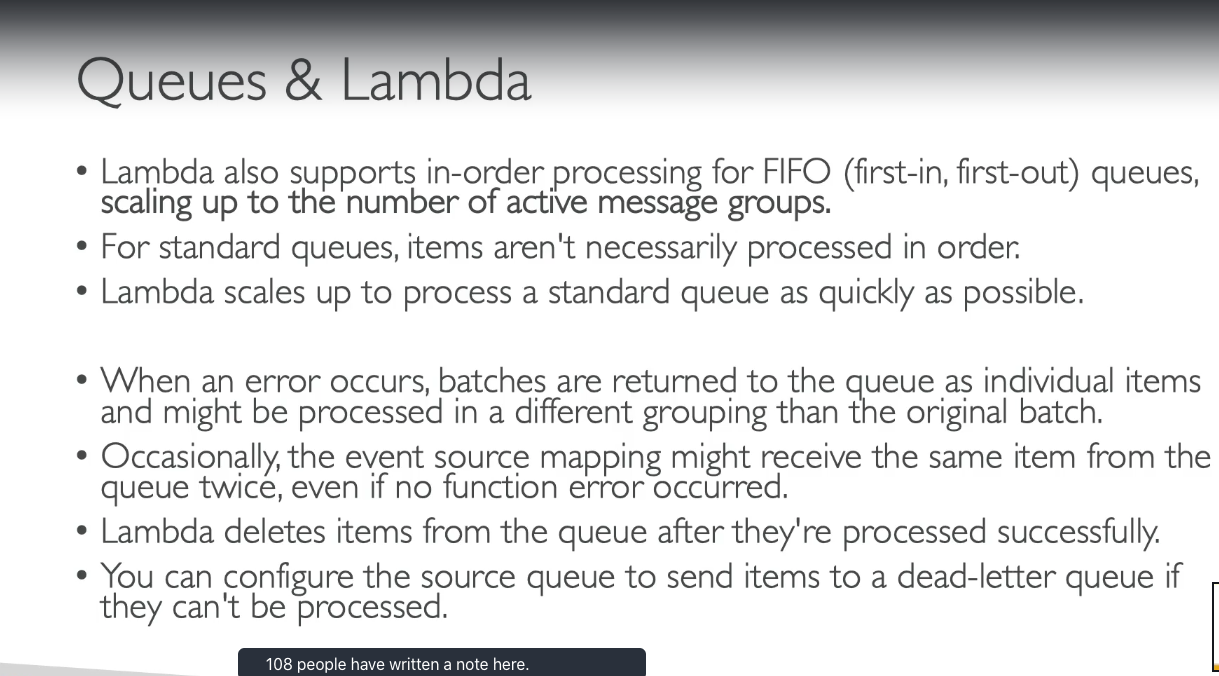 Queues & Lambda
• Lambda also supports in-order processing for FIFO (first-in, first-out) queues,
scaling up to the number of active message groups.
• For standard queues, items aren't necessarily processed in order.
• Lambda scales up to process a standard queue as quickly as possible.
• When an error occurs, batches are returned to the queue as individual items
and might be processed in a different grouping than the original batch.
• Occasionally, the event source mapping might receive the same item from the
queue twice, even if no function error occurred.
• Lambda deletes items from the queue after they're processed successfully.
• You can configure the source queue to send items to a dead-letter queue if
they can't be processed.
108 people have written a note here.